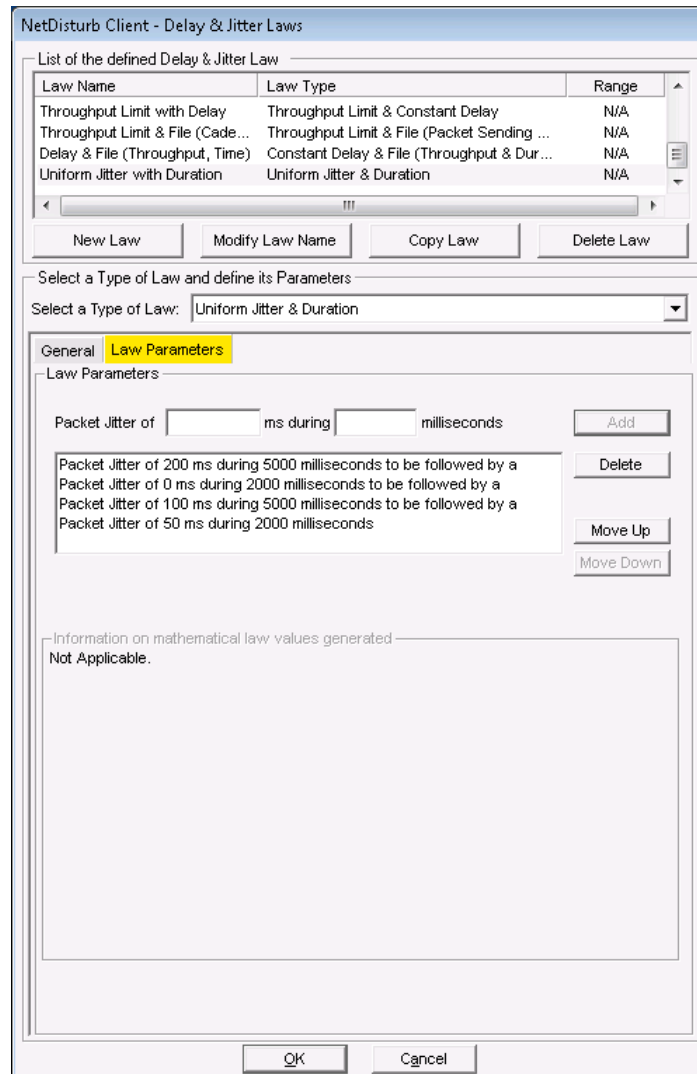 NetDisturb Client - Delay & Jitter Laws
List of the defined Delay & Jitter Law
Law Name Law Type Range
Throughput Limit with Delay Throughput Limit & Constant Delay N/A
Throughput Limit & File (Cade... Throughput Limit & File (Packet Sending ... N/A
Delay & File (Throughput, Time) Constant Delay & File (Throughput & Dur... N/A
Uniform Jitter with Duration Uniform Jitter & Duration N/A
New Law Modify Law Name Copy Law Delete Law
Select a Type of Law and define its Parameters
Select a Type of Law: Uniform Jitter & Duration
General Law Parameters
Law Parameters
Packet Jitter of ms during milliseconds Add
Packet Jitter of 200 ms during 5000 milliseconds to be followed by a Delete
Packet Jitter of 0 ms during 2000 milliseconds to be followed by a
Packet Jitter of 100 ms during 5000 milliseconds to be followed by a
Packet Jitter of 50 ms during 2000 milliseconds
Move Up
Move Down
Information on mathematical law values generated
Not Applicable.
OK Cancel